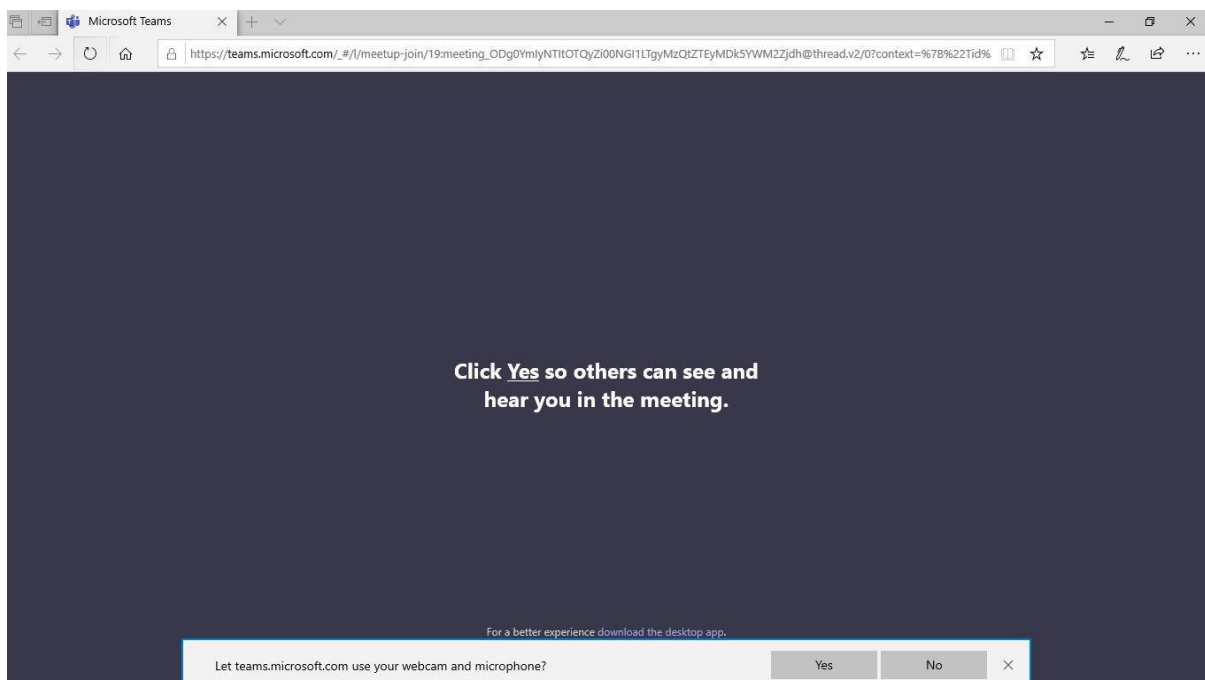 Microsoft Teams
https://teams.microsoft.com/_#/l/meetup-join/19:meeting_ODg0YmIyNTItOTQyZi00NGI1LTgyMzQtZTEyMDk5YWM2Zjdh@thread.v2/0?context=%7B%22Tid%
Click Yes so others can see and
hear you in the meeting.
For a better experience download the desktop app.
Let teams.microsoft.com use your webcam and microphone?
Yes
No